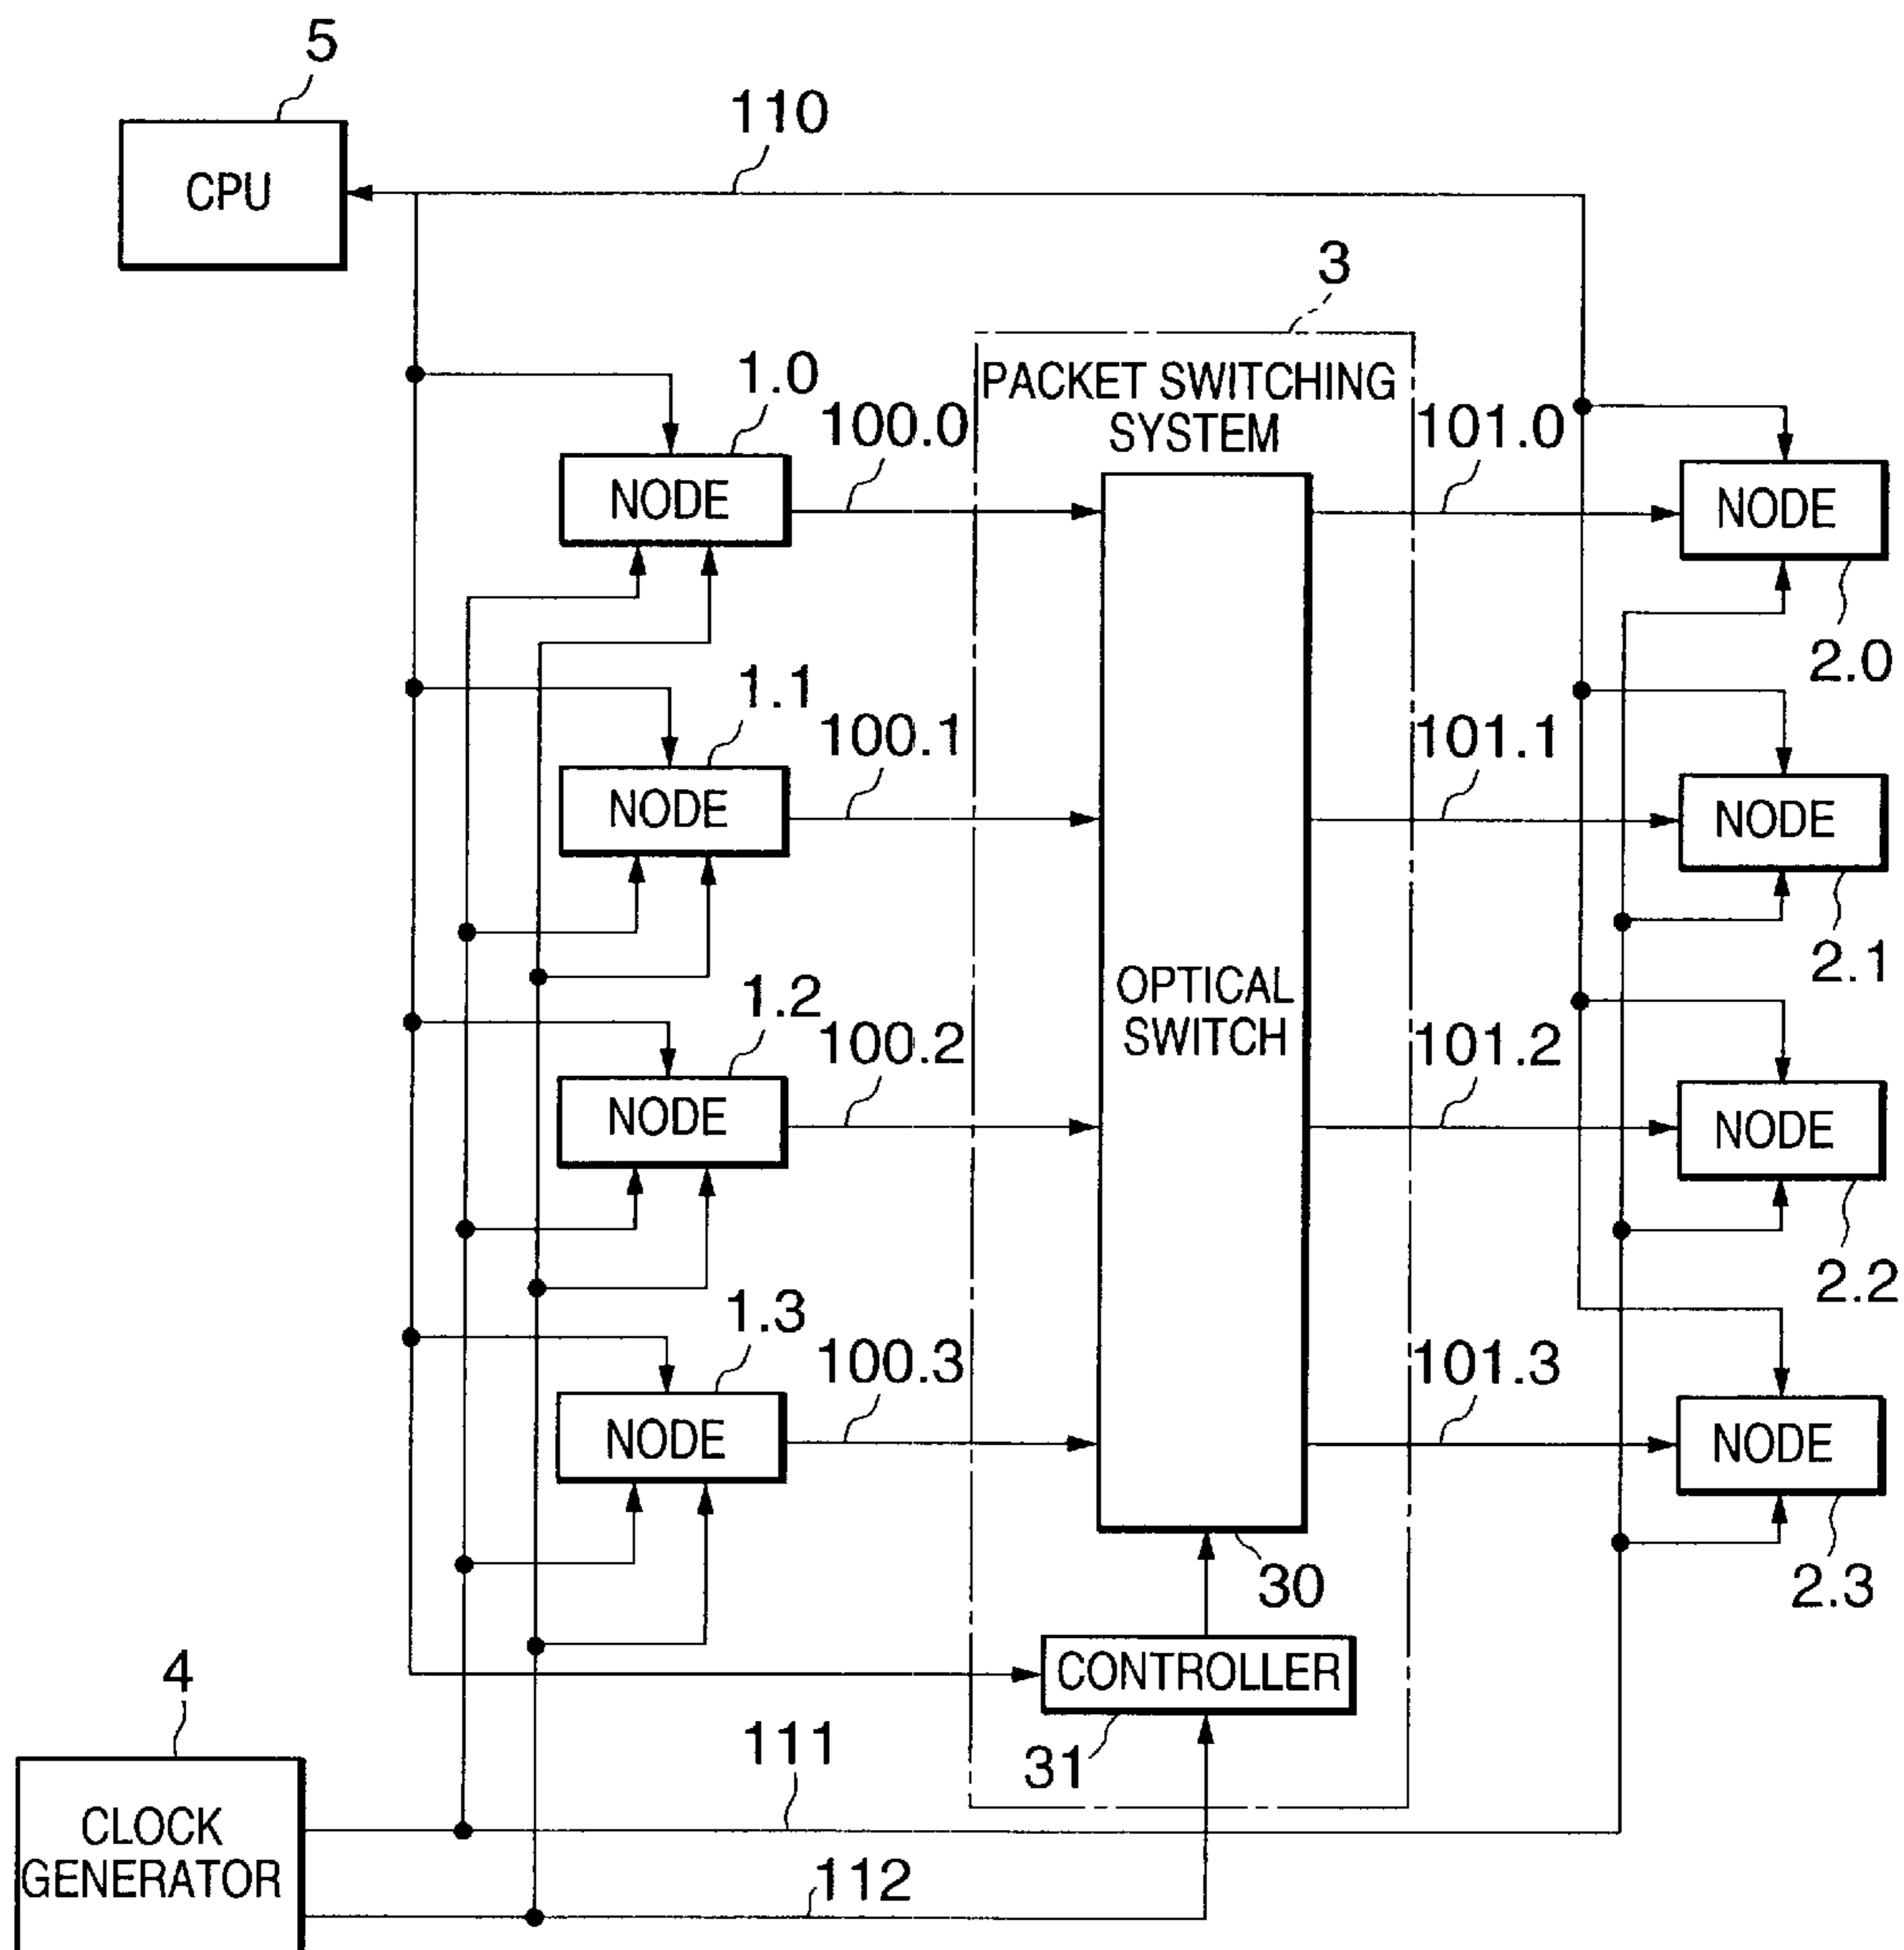 5
110
CPU
3
1.0
PACKET SWITCHING
SYSTEM
100.0
101.0
NODE
NODE
2.0
1.1
100.1
101.1
NODE
NODE
2.1
1.2
OPTICAL
SWITCH
100.2
101.2
NODE
NODE
2.2
1.3
100.3
101.3
NODE
NODE
30
2.3
CONTROLLER
4
31
111
CLOCK
GENERATOR
112